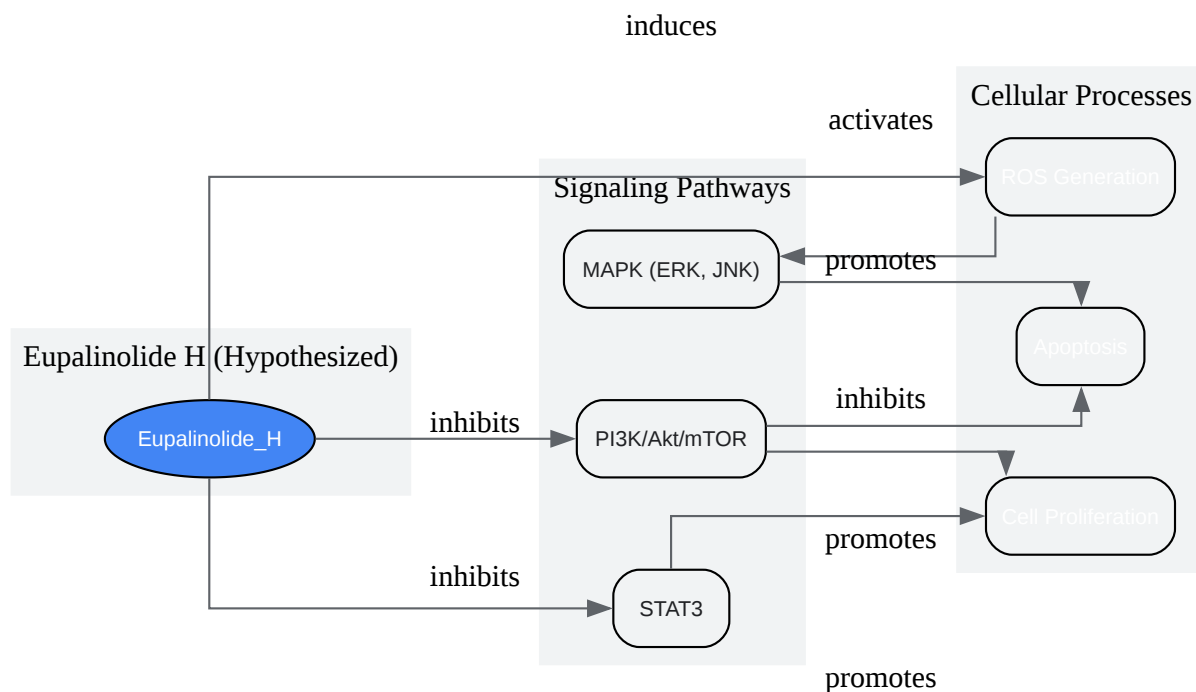 induces
Cellular Processes
activates
ROS Generation
Signaling Pathways
MAPK (ERK, JNK)
promotes
Apoptosis
Eupalinolide H (Hypothesized)
inhibits
inhibits
Eupalinolide_H
PI3K/Akt/mTOR
Cell Proliferation
promotes
inhibits
STAT3
promotes